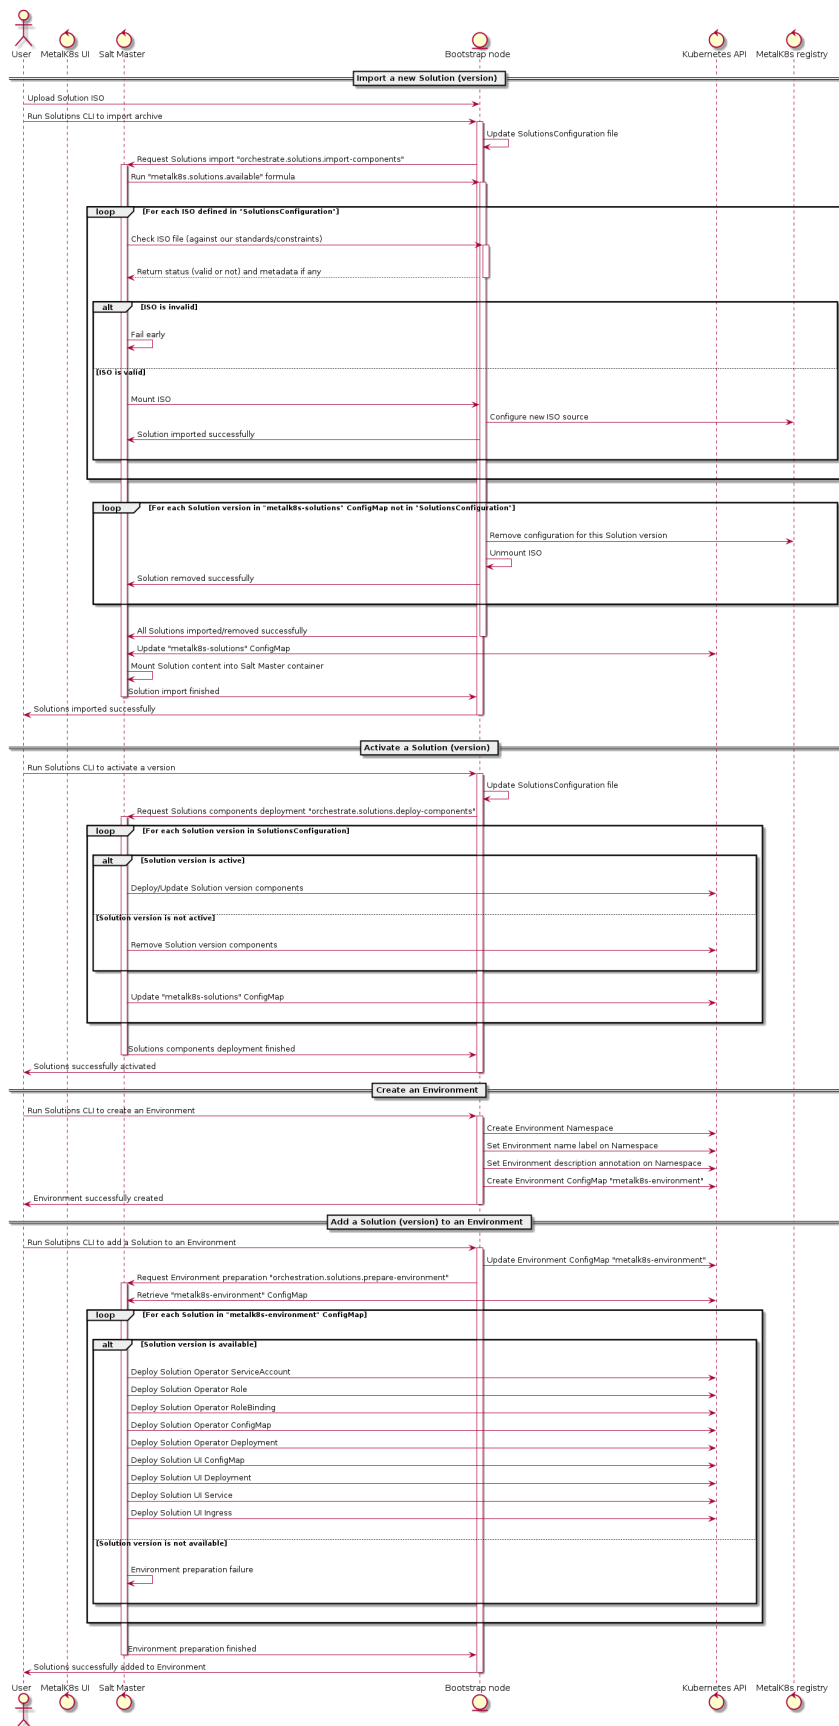 User
MetalK8s UI
Salt Master
Bootstrap node
Kubernetes API
MetalK8s registry
Import a new Solution (version)
Upload Solution ISO
Run Solutions CLI to import archive
Update SolutionsConfiguration file
Request Solutions import "orchestrate.solutions.import-components"
Run "metalk8s.solutions.available" formula
loop
[For each ISO defined in "SolutionsConfiguration"]
Check ISO file (against our standards/constraints)
Return status (valid or not) and metadata if any
alt
[ISO is invalid]
Fail early
[ISO is valid]
Mount ISO
Configure new ISO source
Solution imported successfully
loop
[For each Solution version in "metalk8s-solutions" ConfigMap not in "SolutionsConfiguration"]
Remove configuration for this Solution version
Unmount ISO
Solution removed successfully
All Solutions imported/removed successfully
Update "metalk8s-solutions" ConfigMap
Mount Solution content into Salt Master container
Solution import finished
Solutions imported successfully
Activate a Solution (version)
Run Solutions CLI to activate a version
Update SolutionsConfiguration file
Request Solutions components deployment "orchestrate.solutions.deploy-components"
loop
[For each Solution version in SolutionsConfiguration]
alt
[Solution version is active]
Deploy/Update Solution version components
[Solution version is not active]
Remove Solution version components
Update "metalk8s-solutions" ConfigMap
Solutions components deployment finished
Solutions successfully activated
Create an Environment
Run Solutions CLI to create an Environment
Create Environment Namespace
Set Environment name label on Namespace
Set Environment description annotation on Namespace
Create Environment ConfigMap "metalk8s-environment"
Environment successfully created
Add a Solution (version) to an Environment
Run Solutions CLI to add a Solution to an Environment
Update Environment ConfigMap "metalk8s-environment"
Request Environment preparation "orchestration.solutions.prepare-environment"
Retrieve "metalk8s-environment" ConfigMap
loop
[For each Solution in "metalk8s-environment" ConfigMap]
alt
[Solution version is available]
Deploy Solution Operator ServiceAccount
Deploy Solution Operator Role
Deploy Solution Operator RoleBinding
Deploy Solution Operator ConfigMap
Deploy Solution Operator Deployment
Deploy Solution UI ConfigMap
Deploy Solution UI Deployment
Deploy Solution UI Service
Deploy Solution UI Ingress
[Solution version is not available]
Environment preparation failure
Environment preparation finished
Solutions successfully added to Environment
User
MetalK8s UI
Salt Master
Bootstrap node
Kubernetes API
MetalK8s registry